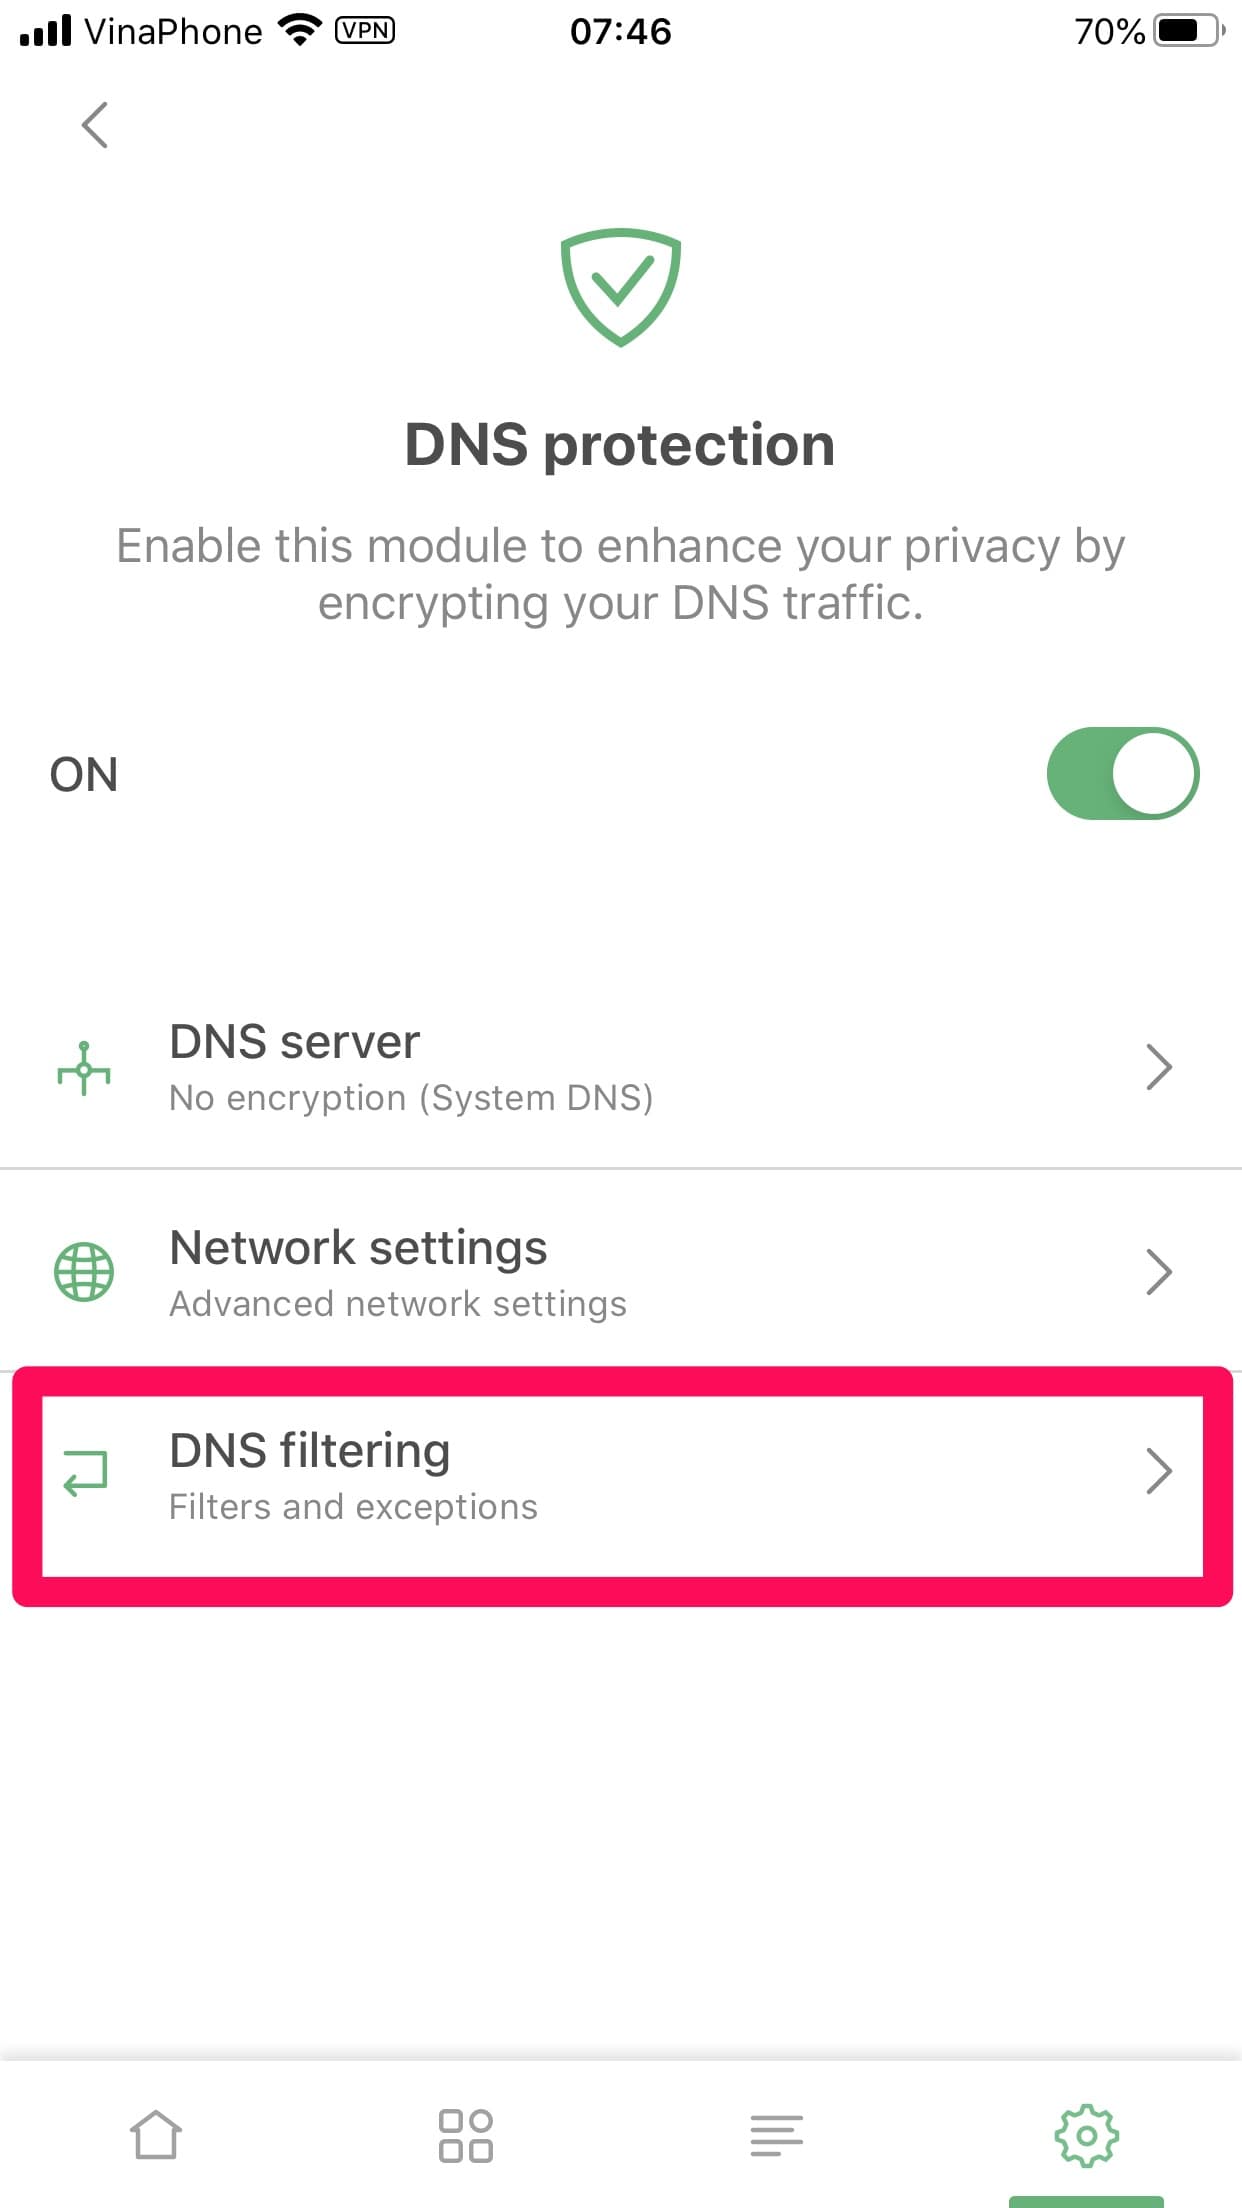 VinaPhone VPN 07:46 70%
DNS protection
Enable this module to enhance your privacy by
encrypting your DNS traffic.
ON
DNS server
No encryption (System DNS)
Network settings
Advanced network settings
DNS filtering
Filters and exceptions